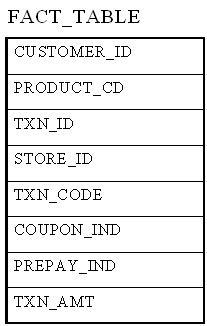 FACT_TABLE
CUSTOMER_ID
PRODUCT_CD
TXN_ID
STORE_ID
TXN_CODE
COUPON_IND
PREPAY_IND
TXN_AMT